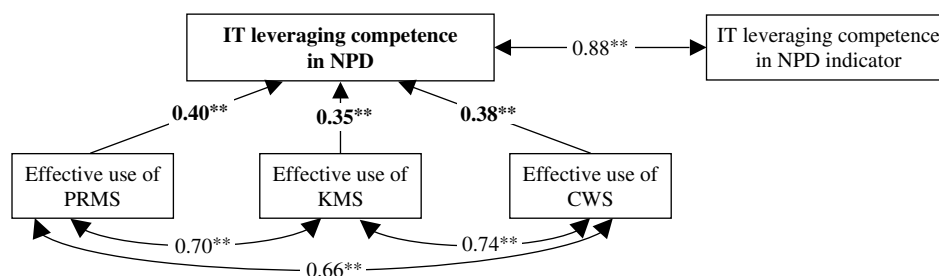 IT leveraging competence
in NPD
0.88**
IT leveraging competence
in NPD indicator
0.40**
0.35**
0.38**
Effective use of
PRMS
Effective use of
KMS
Effective use of
CWS
0.70**
0.74**
0.66**